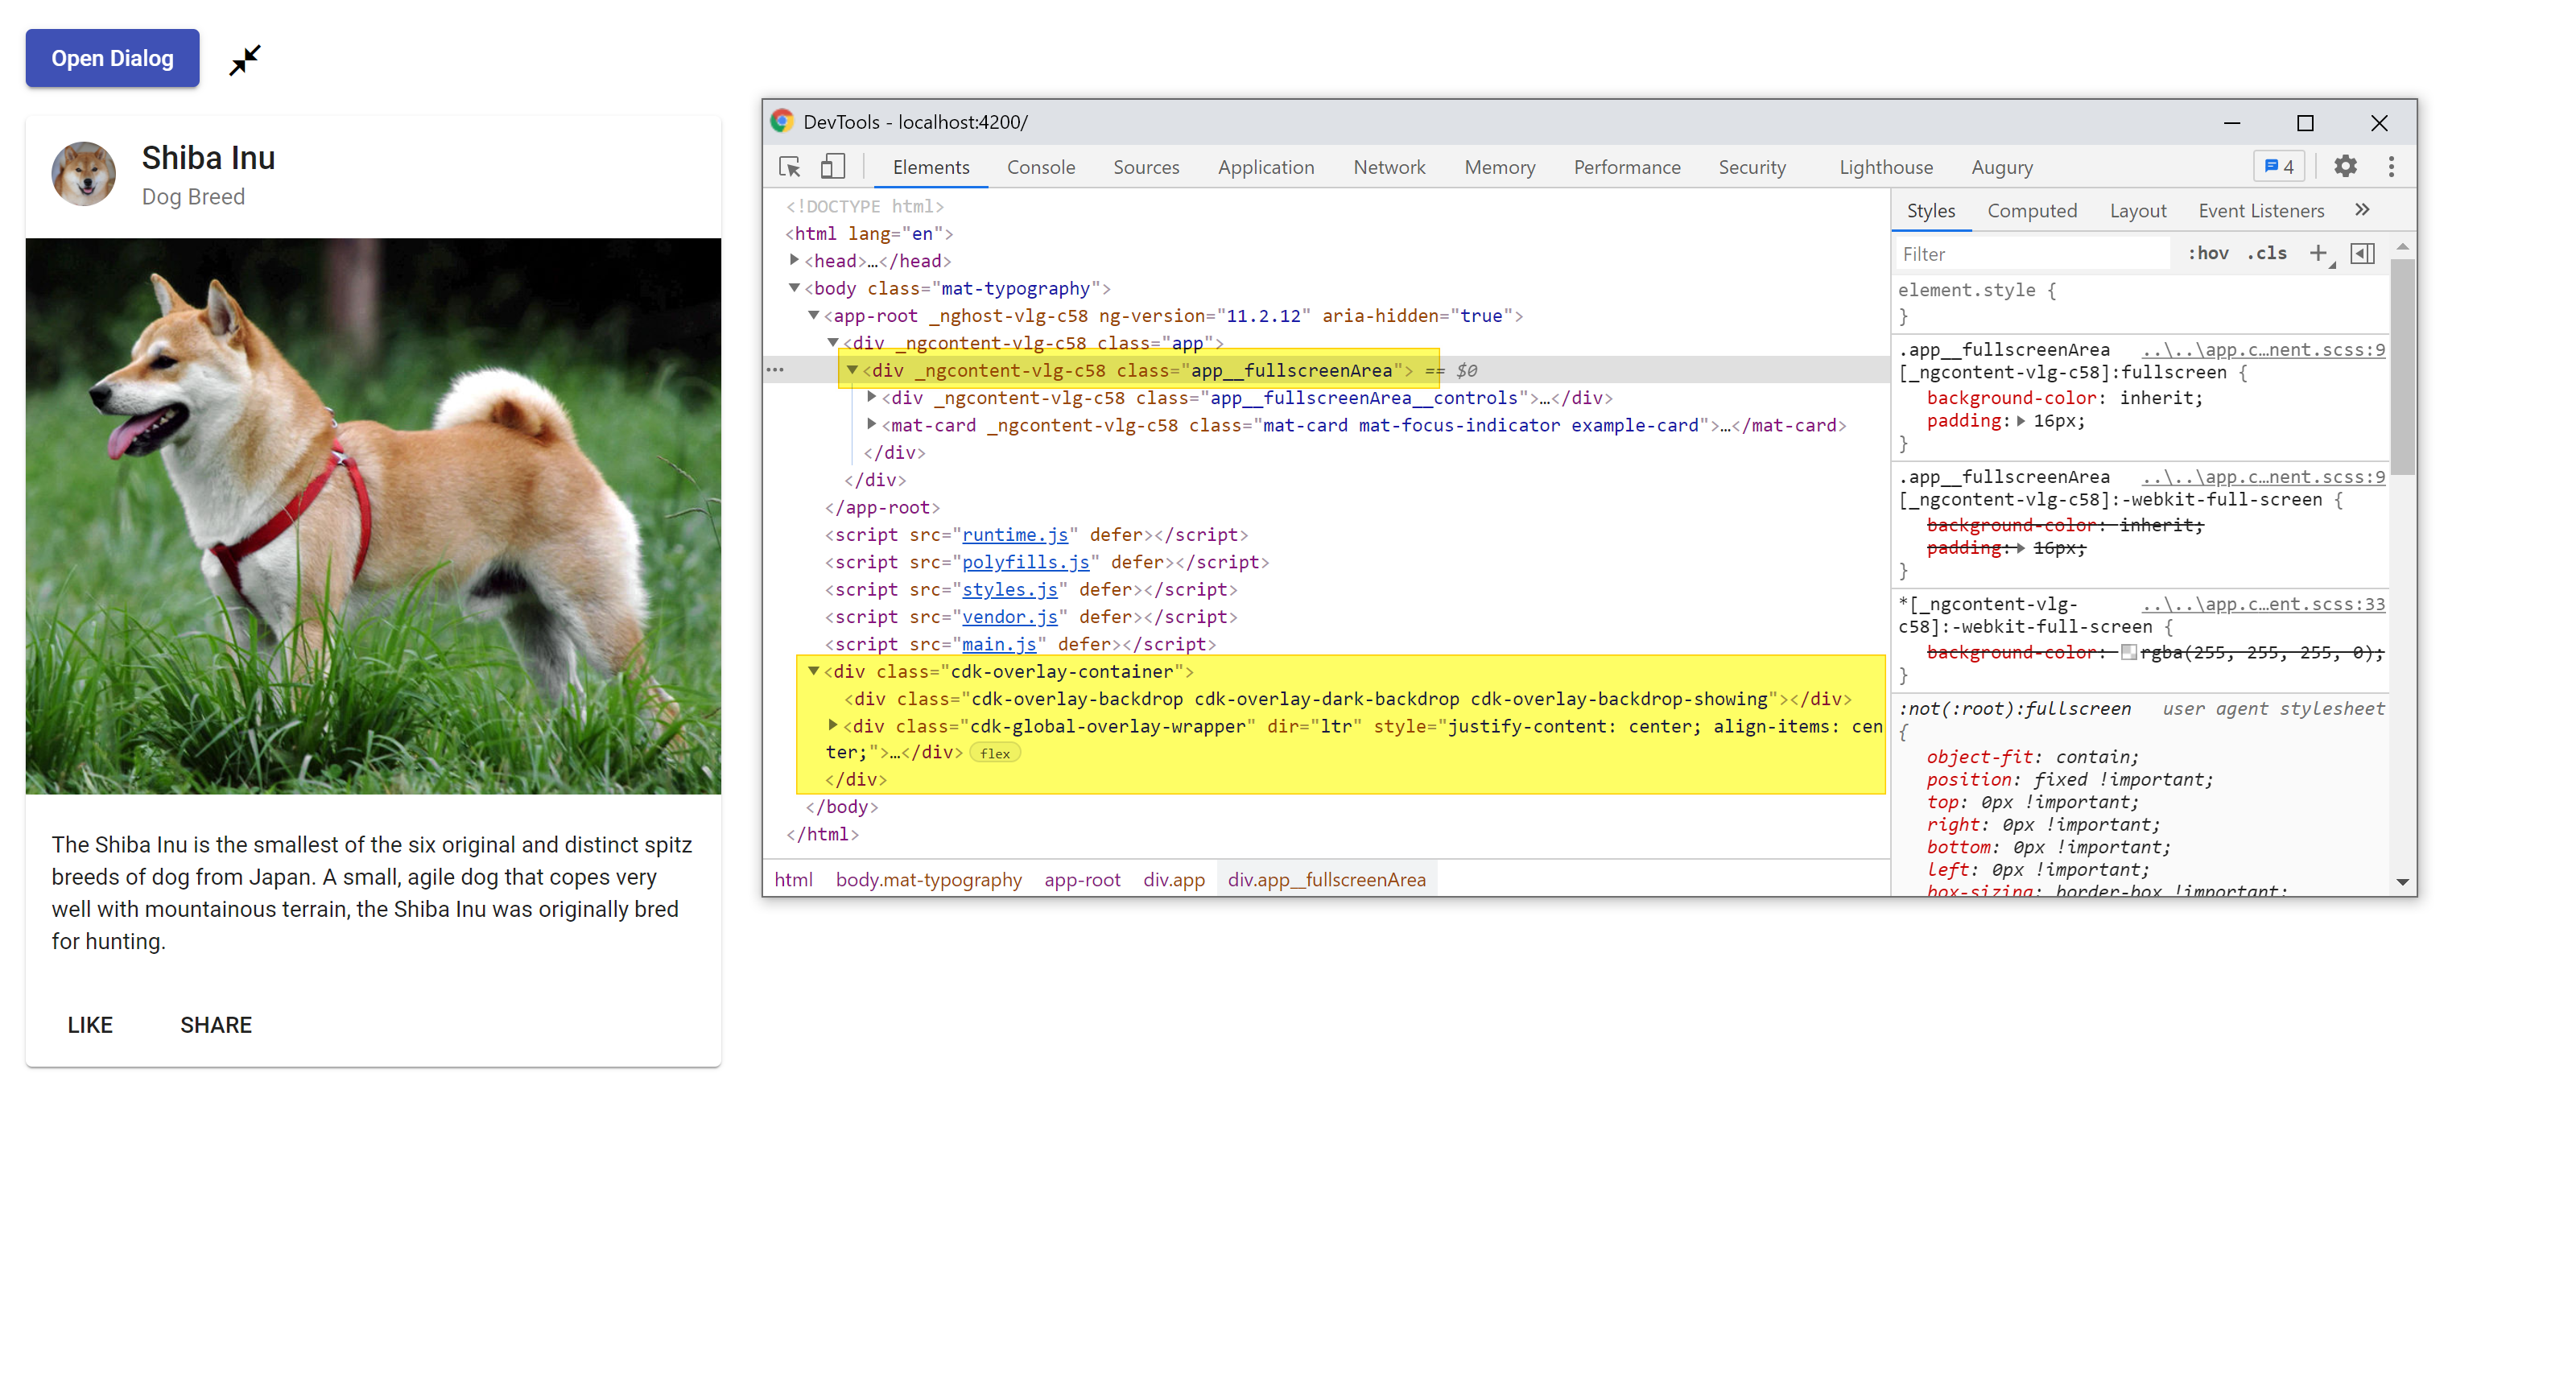 Open Dialog
Shiba Inu
Dog Breed
The Shiba Inu is the smallest of the six original and distinct spitz
breeds of dog from Japan. A small, agile dog that copes very
well with mountainous terrain, the Shiba Inu was originally bred
for hunting.
LIKE SHARE
DevTools - localhost:4200/
Elements Console Sources Application Network Memory Performance Security Lighthouse Augury 4
<!DOCTYPE html>
<html lang="en">
<head>…</head>
<body class="mat-typography">
<app-root _nghost-vlg-c58 ng-version="11.2.12" aria-hidden="true">
<div _ngcontent-vlg-c58 class="app">
<div _ngcontent-vlg-c58 class="app__fullscreenArea"> == $0
<div _ngcontent-vlg-c58 class="app__fullscreenArea__controls">…</div>
<mat-card _ngcontent-vlg-c58 class="mat-card mat-focus-indicator example-card">…</mat-card>
</div>
</div>
</app-root>
<script src="runtime.js" defer></script>
<script src="polyfills.js" defer></script>
<script src="styles.js" defer></script>
<script src="vendor.js" defer></script>
<script src="main.js" defer></script>
<div class="cdk-overlay-container">
<div class="cdk-overlay-backdrop cdk-overlay-dark-backdrop cdk-overlay-backdrop-showing"></div>
<div class="cdk-global-overlay-wrapper" dir="ltr" style="justify-content: center; align-items: cen
ter;">…</div> flex
</div>
</body>
</html>
html body.mat-typography app-root div.app div.app__fullscreenArea
Styles Computed Layout Event Listeners »
Filter :hov .cls +
element.style {
}
.app__fullscreenArea ..\..\app.c…nent.scss:9
[_ngcontent-vlg-c58]:fullscreen {
background-color: inherit;
padding: 16px;
}
.app__fullscreenArea ..\..\app.c…nent.scss:9
[_ngcontent-vlg-c58]:-webkit-full-screen {
background-color: inherit;
padding: 16px;
}
*[_ngcontent-vlg- ..\..\app.c…ent.scss:33
c58]:-webkit-full-screen {
background-color: rgba(255, 255, 255, 0);
}
:not(:root):fullscreen user agent stylesheet
{
object-fit: contain;
position: fixed !important;
top: 0px !important;
right: 0px !important;
bottom: 0px !important;
left: 0px !important;
box-sizing: border-box !important;